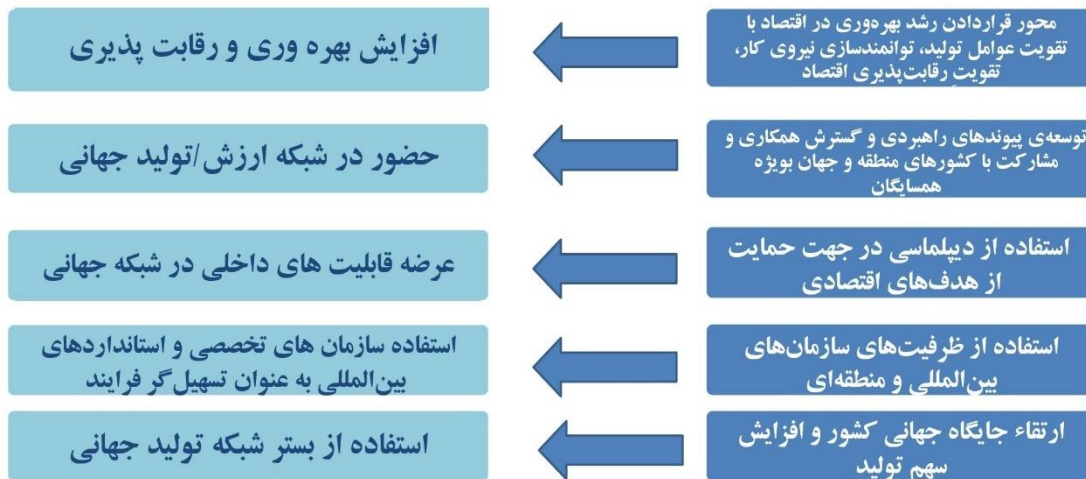 محور قراردادن رشد بهره‌وری در اقتصاد با
تقویت عوامل تولید، توانمندسازی نیروی کار،
تقویت رقابت‌پذیری اقتصاد
افزایش بهره وری و رقابت پذیری
توسعه‌ی پیوندهای راهبردی و گسترش همکاری و
مشارکت با کشورهای منطقه و جهان بویژه
همسایگان
حضور در شبکه ارزش/تولید جهانی
استفاده از دیپلماسی در جهت حمایت
از هدف‌های اقتصادی
عرضه قابلیت های داخلی در شبکه جهانی
استفاده از ظرفیت‌های سازمان‌های
بین‌المللی و منطقه‌ای
استفاده سازمان های تخصصی و استانداردهای
بین‌المللی به عنوان تسهیل‌گر فرایند
ارتقاء جایگاه جهانی کشور و افزایش
سهم تولید
استفاده از بستر شبکه تولید جهانی